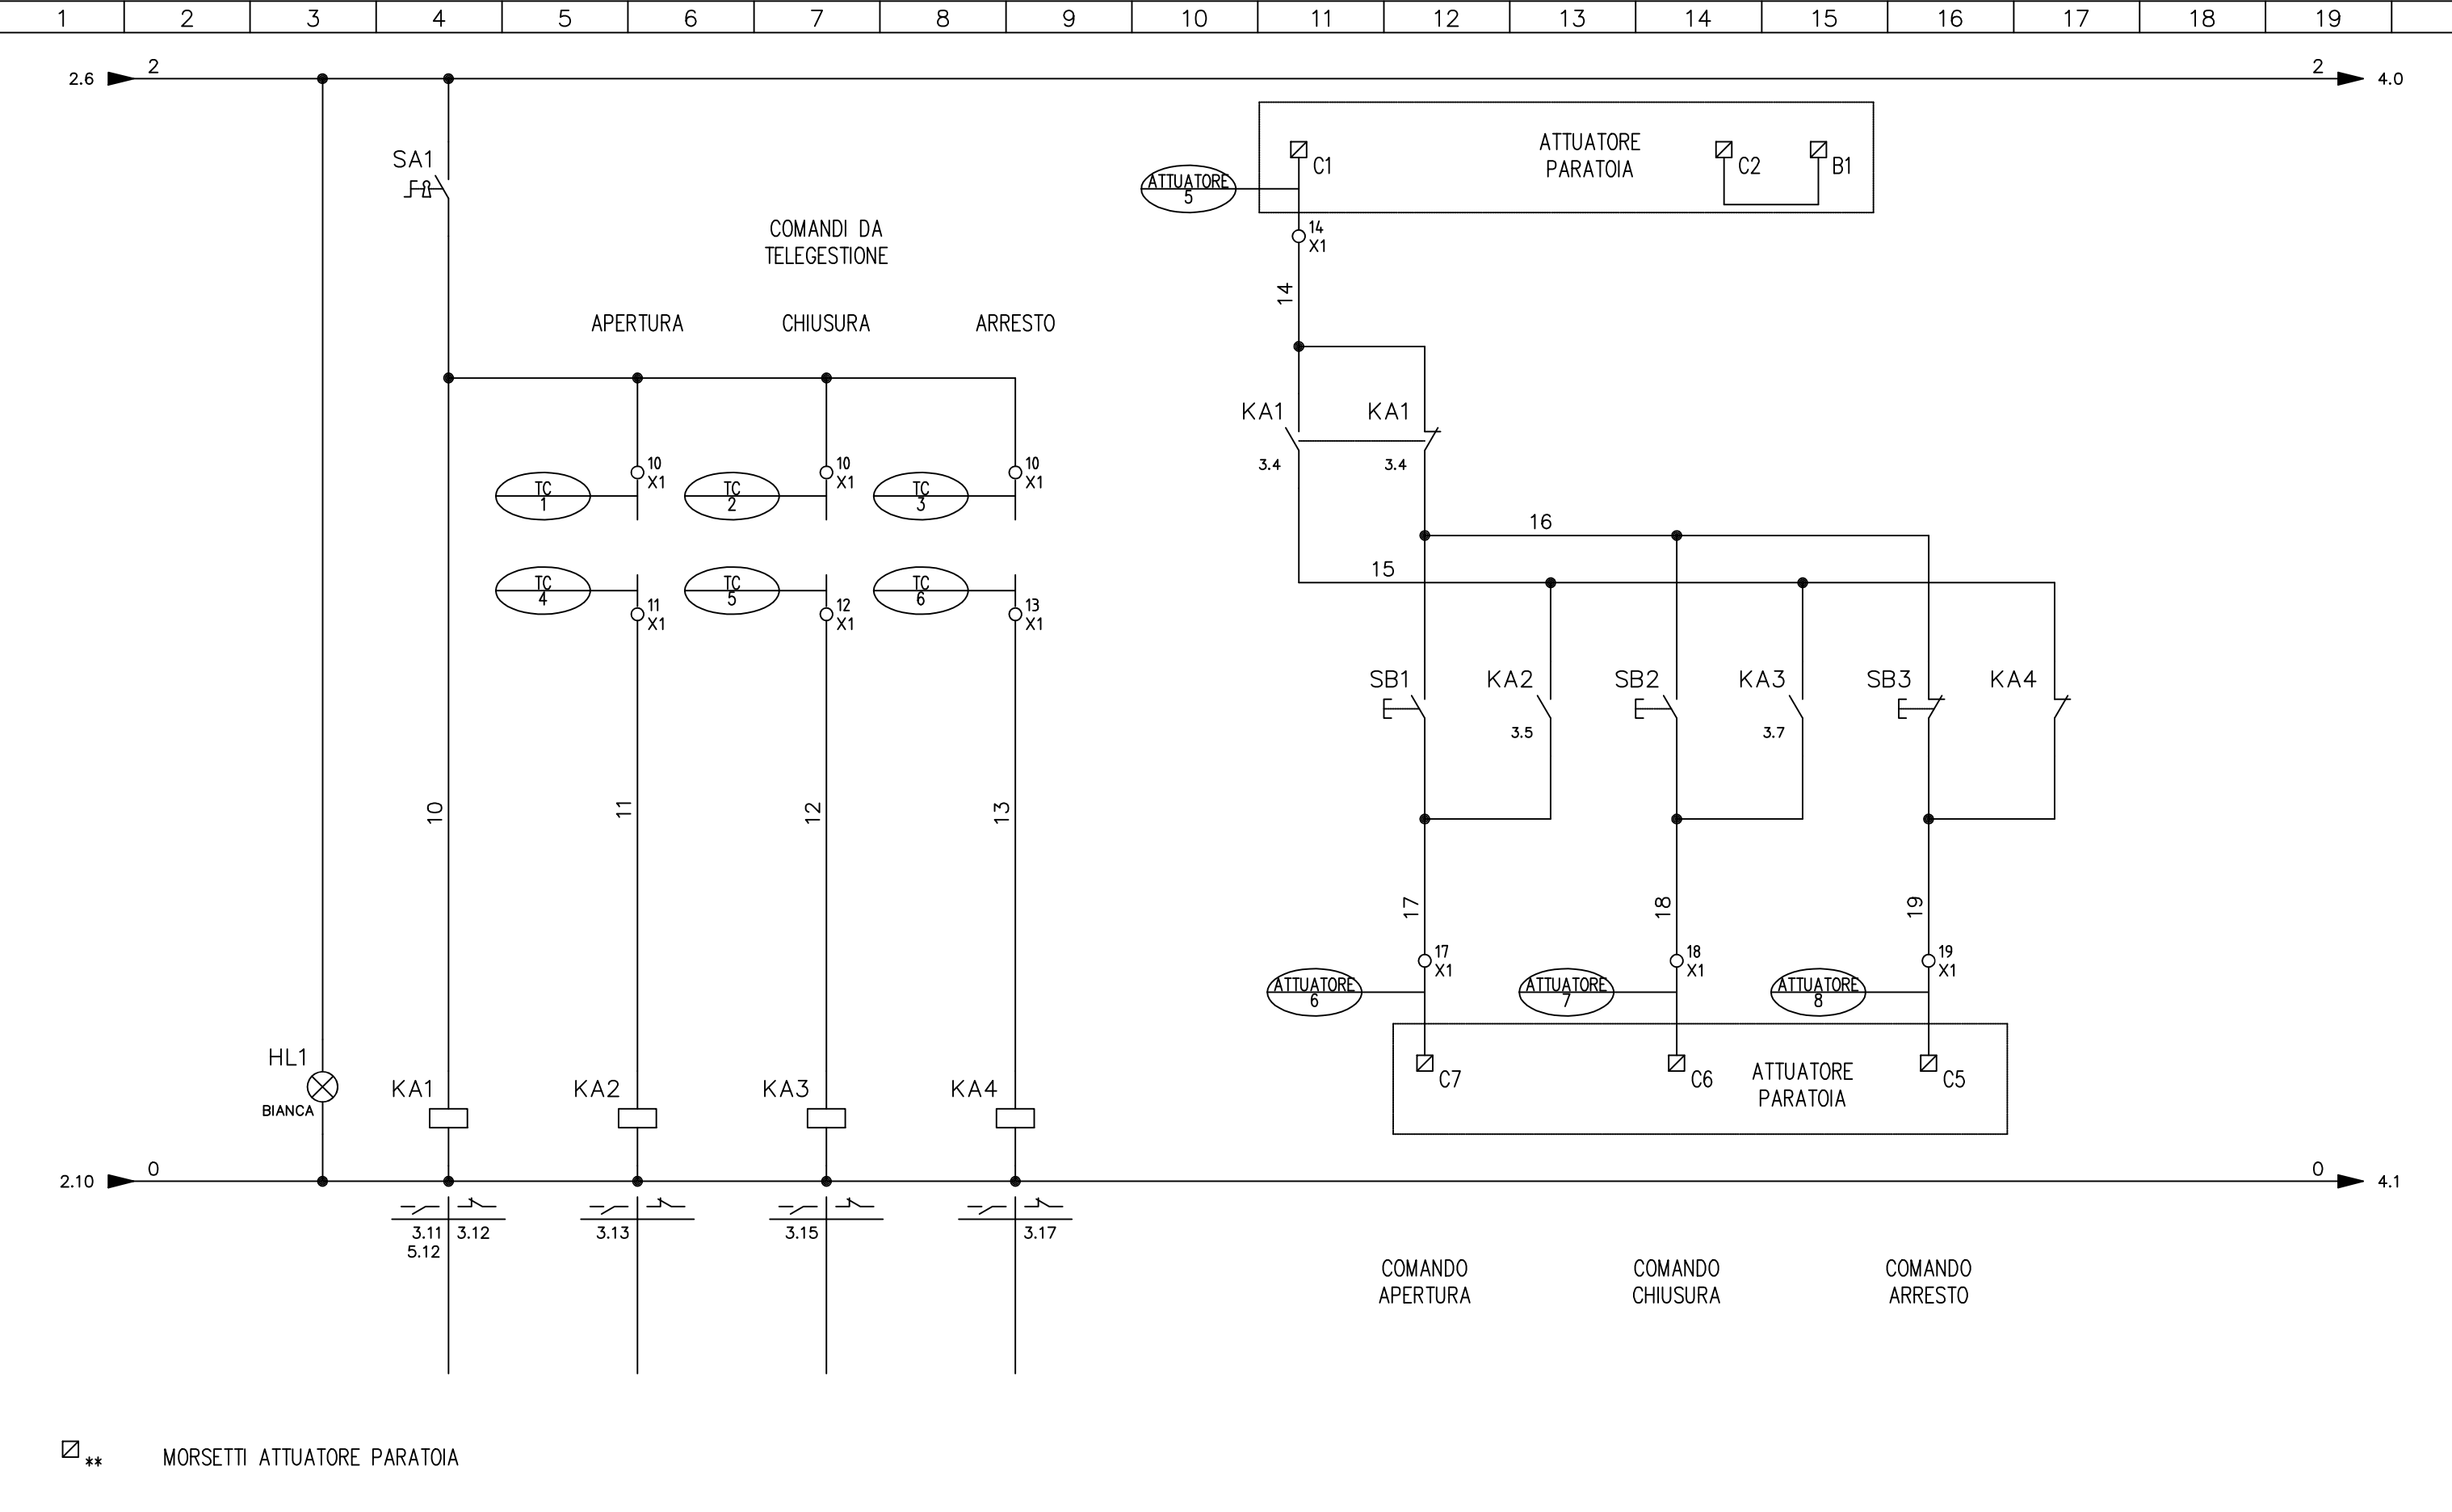 1 2 3 4 5 6 7 8 9 10 11 12 13 14 15 16 17 18 19
2.6 2 2 4.0
SA1
COMANDI DA
TELEGESTIONE
APERTURA CHIUSURA ARRESTO
10 X1 10 X1 10 X1
TC 1 TC 2 TC 3
TC 4 TC 5 TC 6
11 X1 12 X1 13 X1
10 11 12 13
HL1
BIANCA
KA1 KA2 KA3 KA4
ATTUATORE
PARATOIA
C1 C2 B1
ATTUATORE
5
14
X1
14
KA1 KA1
3.4 3.4
16
15
SB1 KA2 SB2 KA3 SB3 KA4
3.5 3.7
17 18 19
17 X1 18 X1 19 X1
ATTUATORE 6 ATTUATORE 7 ATTUATORE 8
C7 C6 C5
ATTUATORE
PARATOIA
2.10 0 0 4.1
3.11 3.12 3.13 3.15 3.17
5.12
COMANDO APERTURA
COMANDO CHIUSURA
COMANDO ARRESTO
** MORSETTI ATTUATORE PARATOIA